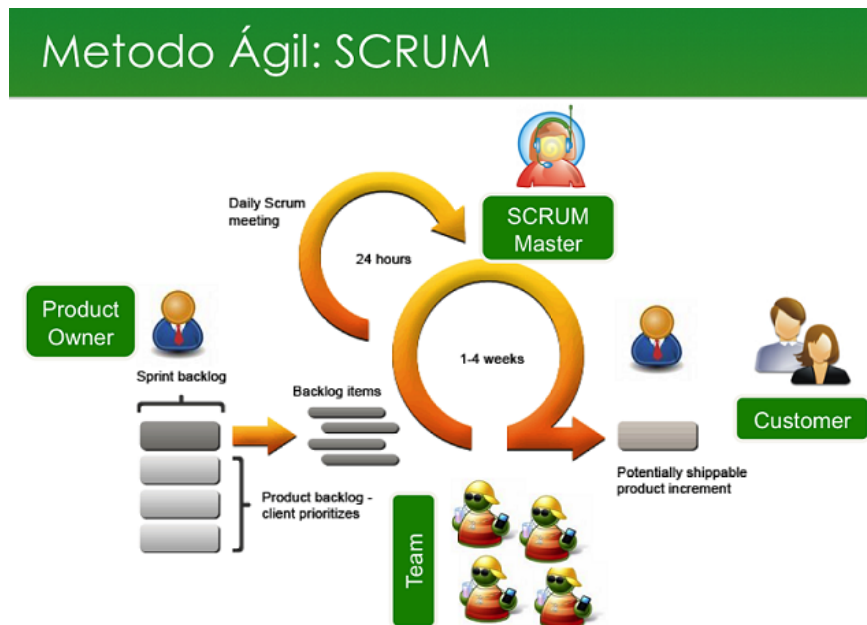 Metodo Ágil: SCRUM
Daily Scrum
meeting
24 hours
SCRUM
Master
Product
Owner
1-4 weeks
Sprint backlog
Backlog items
Customer
Potentially shippable
product increment
Product backlog -
client prioritizes
Team